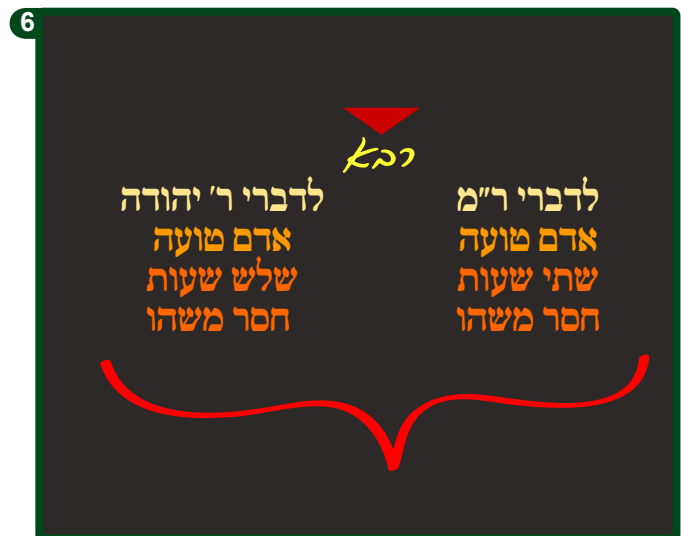 6
רבא
לדברי ר״מ
אדם טועה
שתי שעות
חסר משהו
לדברי ר׳ יהודה
אדם טועה
שלש שעות
חסר משהו